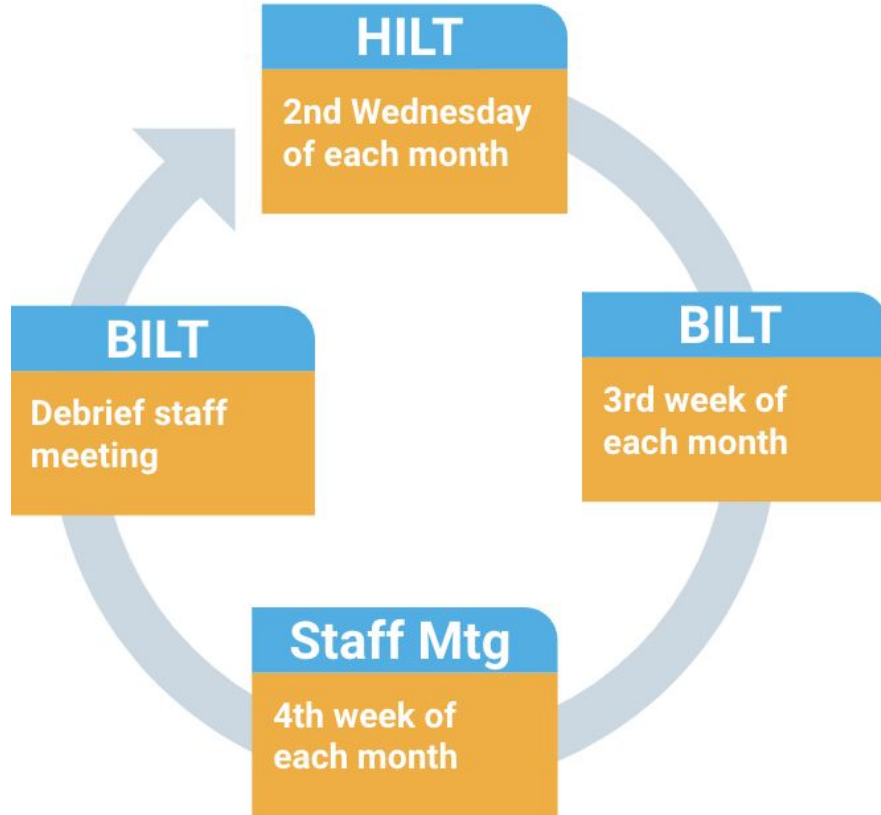 HILT
2nd Wednesday
of each month
BILT
3rd week of
each month
Staff Mtg
4th week of
each month
BILT
Debrief staff
meeting